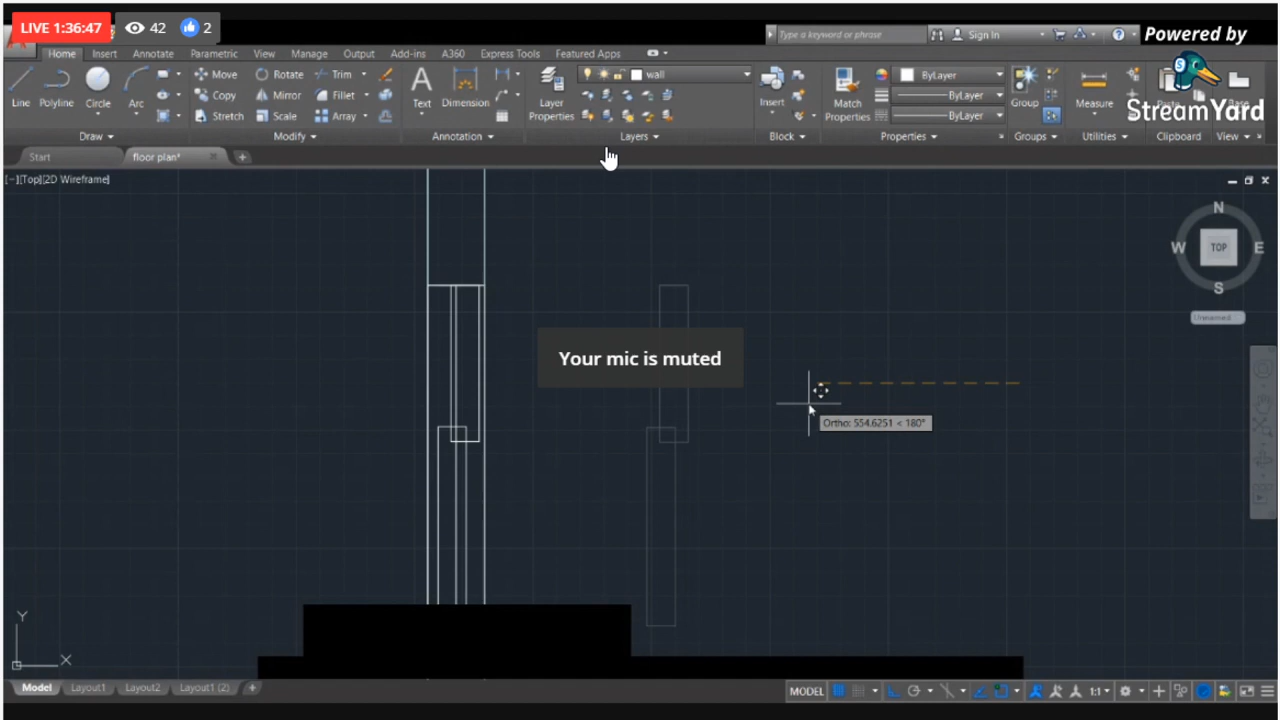 LIVE 1:36:47 42 2
Type a keyword or phrase Sign In
Powered by
StreamYard
Home Insert Annotate Parametric View Manage Output Add-ins A360 Express Tools Featured Apps
Move Rotate Trim
Copy Mirror Fillet
Stretch Scale Array
Line Polyline Circle Arc
Text Dimension
Layer Properties
wall
Insert
Match Properties
ByLayer
ByLayer
ByLayer
Group Measure Paste Base
Draw Modify Annotation Layers Block Properties Groups Utilities Clipboard View
Start floor plan*
[−][Top][2D Wireframe]
N
W TOP E
S
Unnamed
Your mic is muted
Ortho: 554.6251 < 180°
Y
X
Model Layout1 Layout2 Layout1 (2)
MODEL 1:1